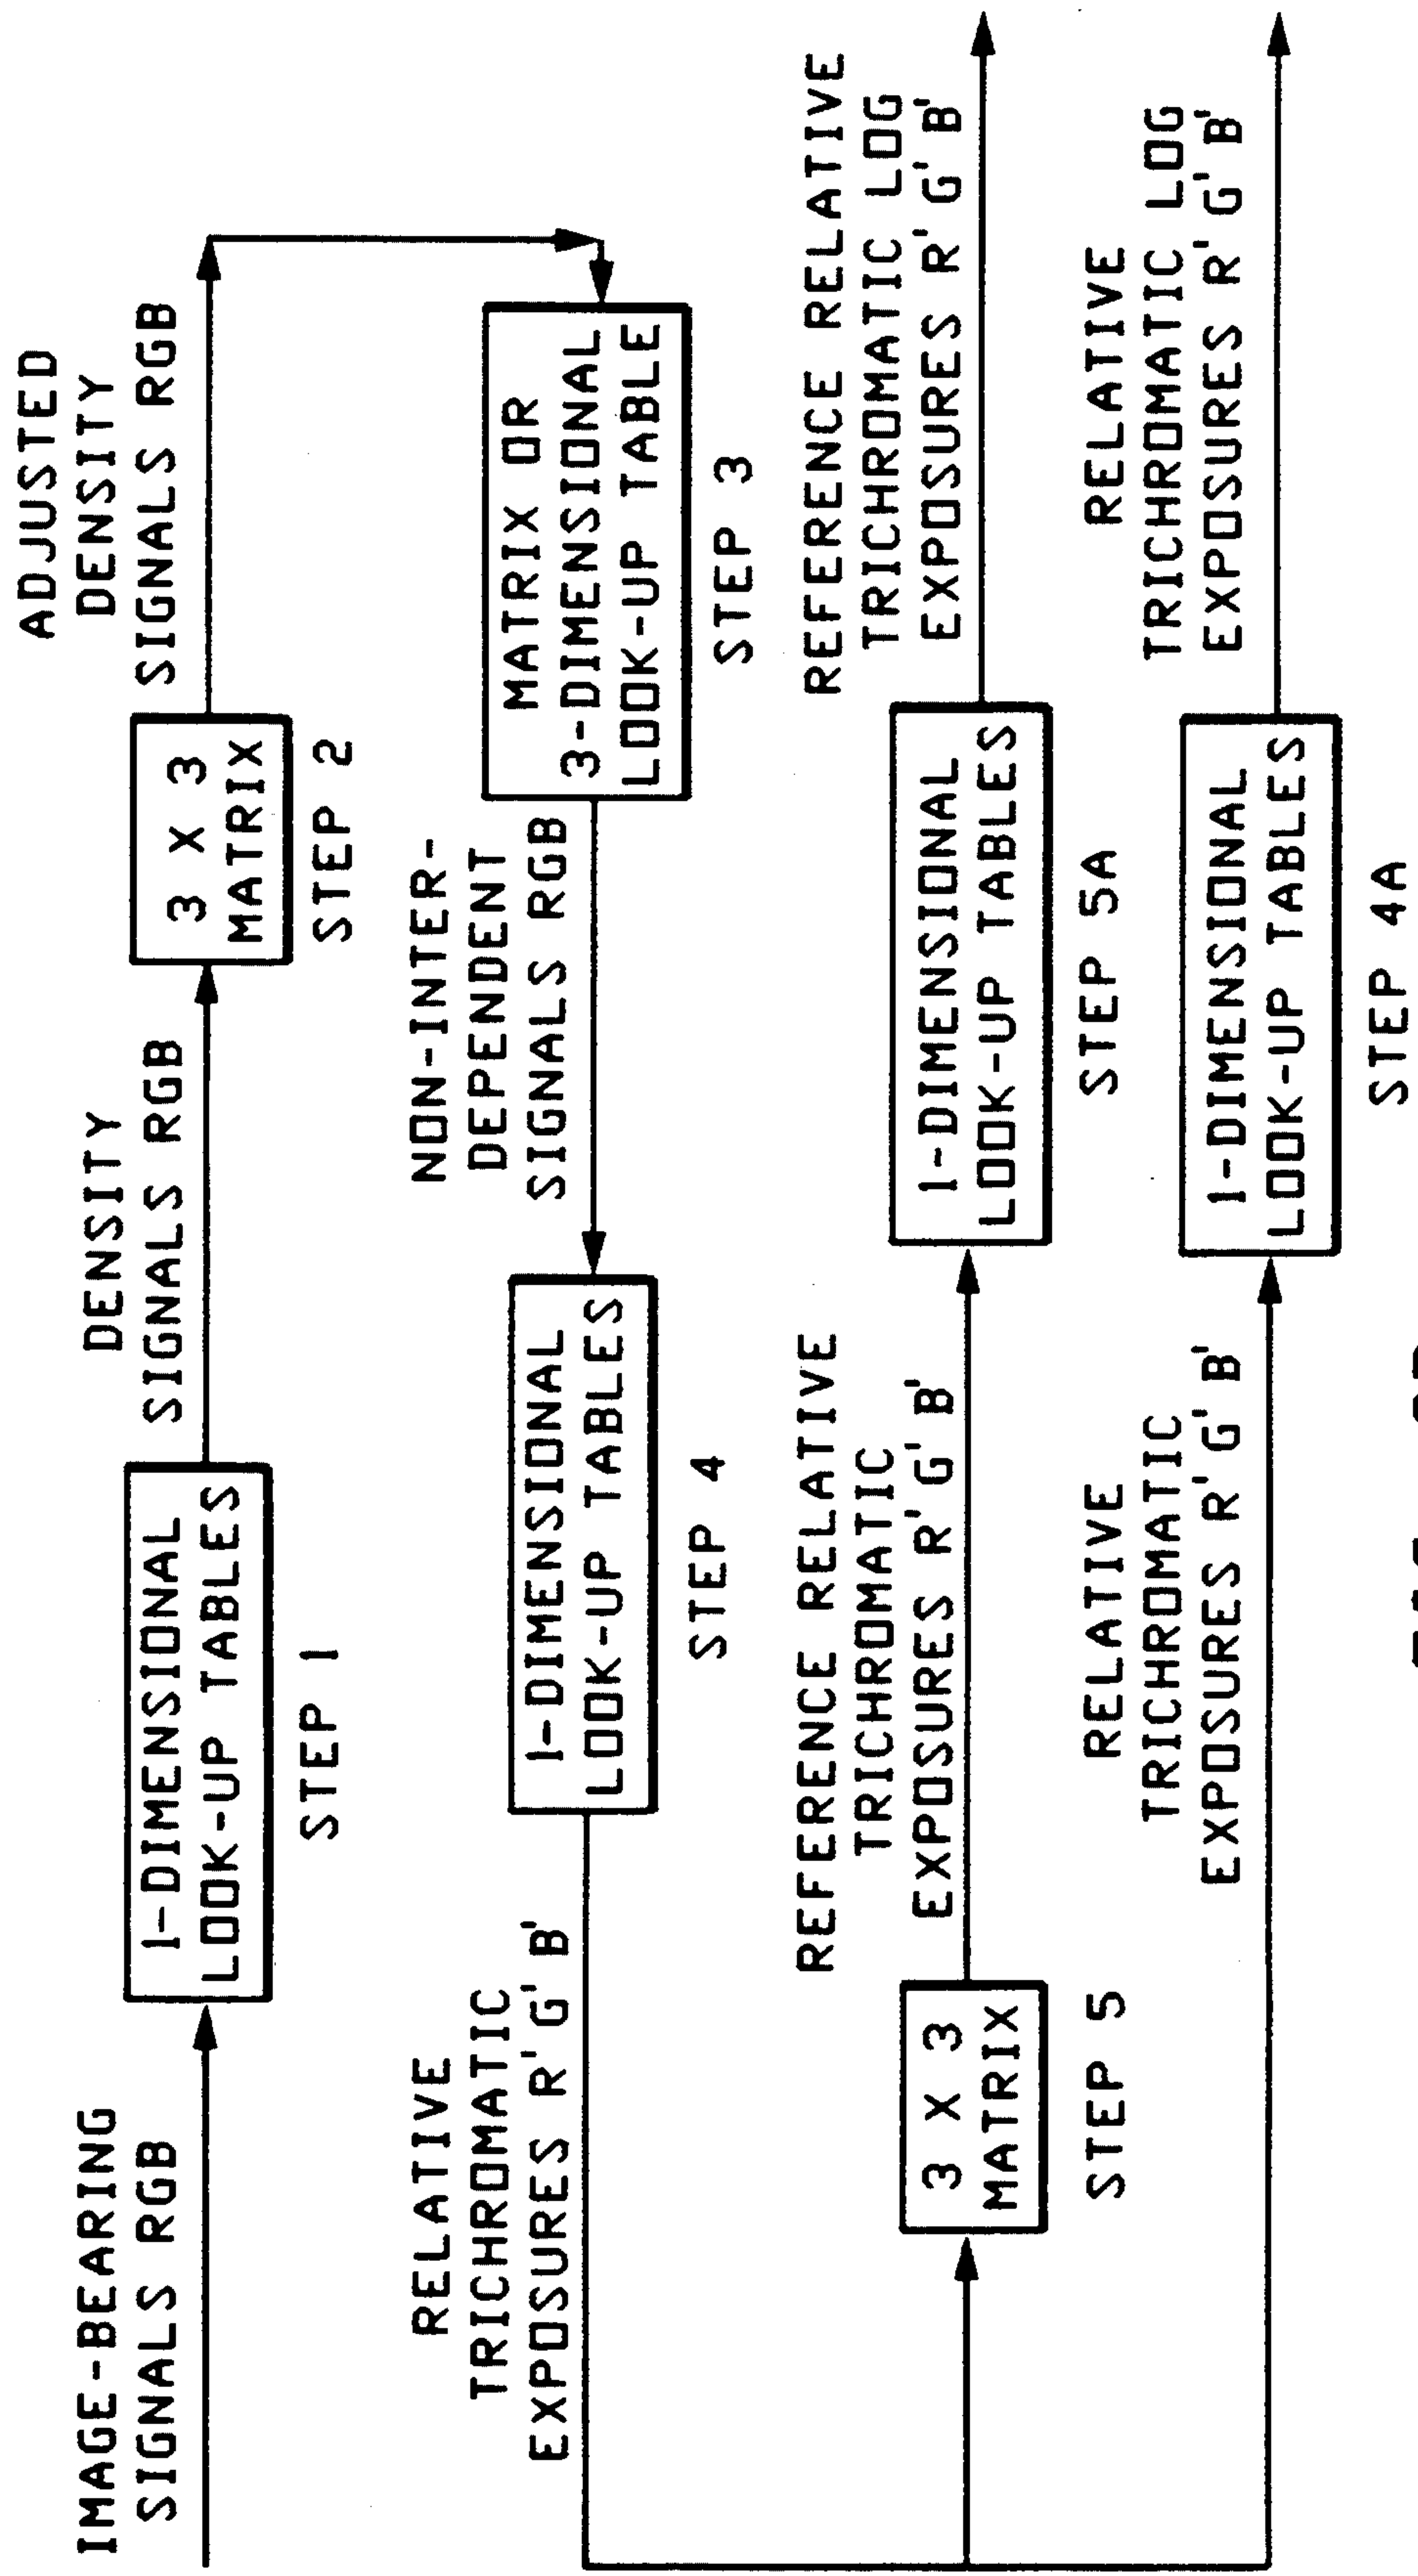 IMAGE-BEARING
SIGNALS RGB
1-DIMENSIONAL
LOOK-UP TABLES
STEP 1
DENSITY
SIGNALS RGB
3 X 3
MATRIX
STEP 2
ADJUSTED
DENSITY
SIGNALS RGB
MATRIX OR
3-DIMENSIONAL
LOOK-UP TABLE
STEP 3
NON-INTER-
DEPENDENT
SIGNALS RGB
1-DIMENSIONAL
LOOK-UP TABLES
STEP 4
RELATIVE
TRICHROMATIC
EXPOSURES R'G'B'
3 X 3
MATRIX
STEP 5
REFERENCE RELATIVE
TRICHROMATIC
EXPOSURES R'G'B'
1-DIMENSIONAL
LOOK-UP TABLES
STEP 5A
REFERENCE RELATIVE
TRICHROMATIC LOG
EXPOSURES R'G'B'
RELATIVE
TRICHROMATIC
EXPOSURES R'G'B'
1-DIMENSIONAL
LOOK-UP TABLES
STEP 4A
RELATIVE
TRICHROMATIC LOG
EXPOSURES R'G'B'